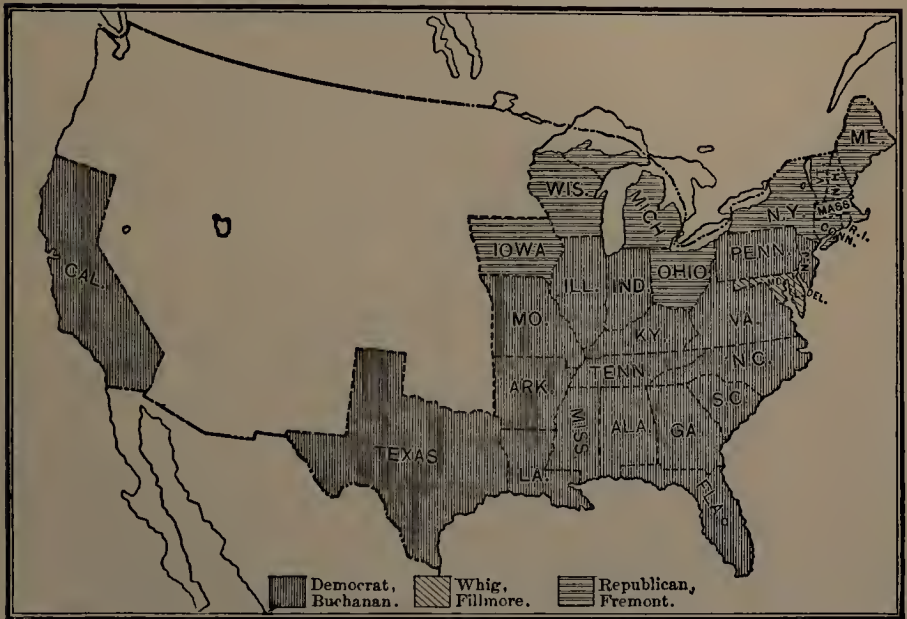 ME.
WIS.
MICH.
VT.
N.H.
N.Y.
MASS.
CONN.
R.I.
IOWA
ILL.
IND.
OHIO
PENN.
N.J.
CAL.
MO.
KY.
VA.
MD.
DEL.
ARK.
TENN.
N.C.
S.C.
TEXAS
LA.
MISS.
ALA.
GA.
FLA.
Democrat,
Buchanan.
Whig,
Fillmore.
Republican,
Fremont.